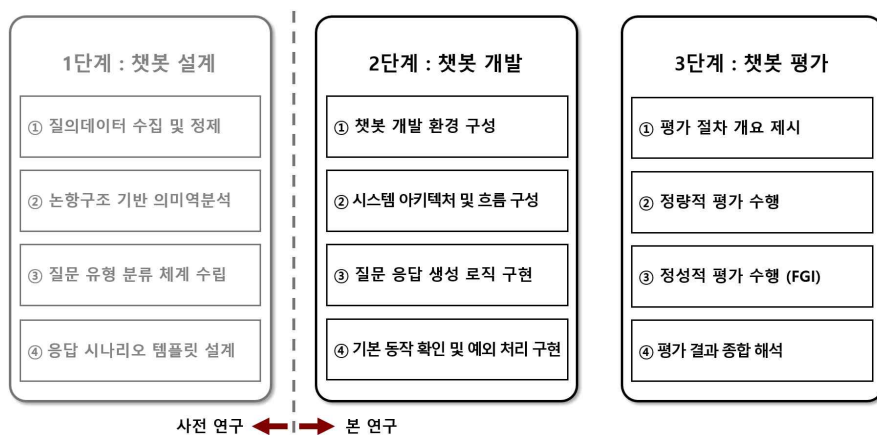 1단계 : 챗봇 설계
① 질의데이터 수집 및 정제
② 논항구조 기반 의미역분석
③ 질문 유형 분류 체계 수립
④ 응답 시나리오 템플릿 설계
2단계 : 챗봇 개발
① 챗봇 개발 환경 구성
② 시스템 아키텍처 및 흐름 구성
③ 질문 응답 생성 로직 구현
④ 기본 동작 확인 및 예외 처리 구현
3단계 : 챗봇 평가
① 평가 절차 개요 제시
② 정량적 평가 수행
③ 정성적 평가 수행 (FGI)
④ 평가 결과 종합 해석
사전 연구
본 연구